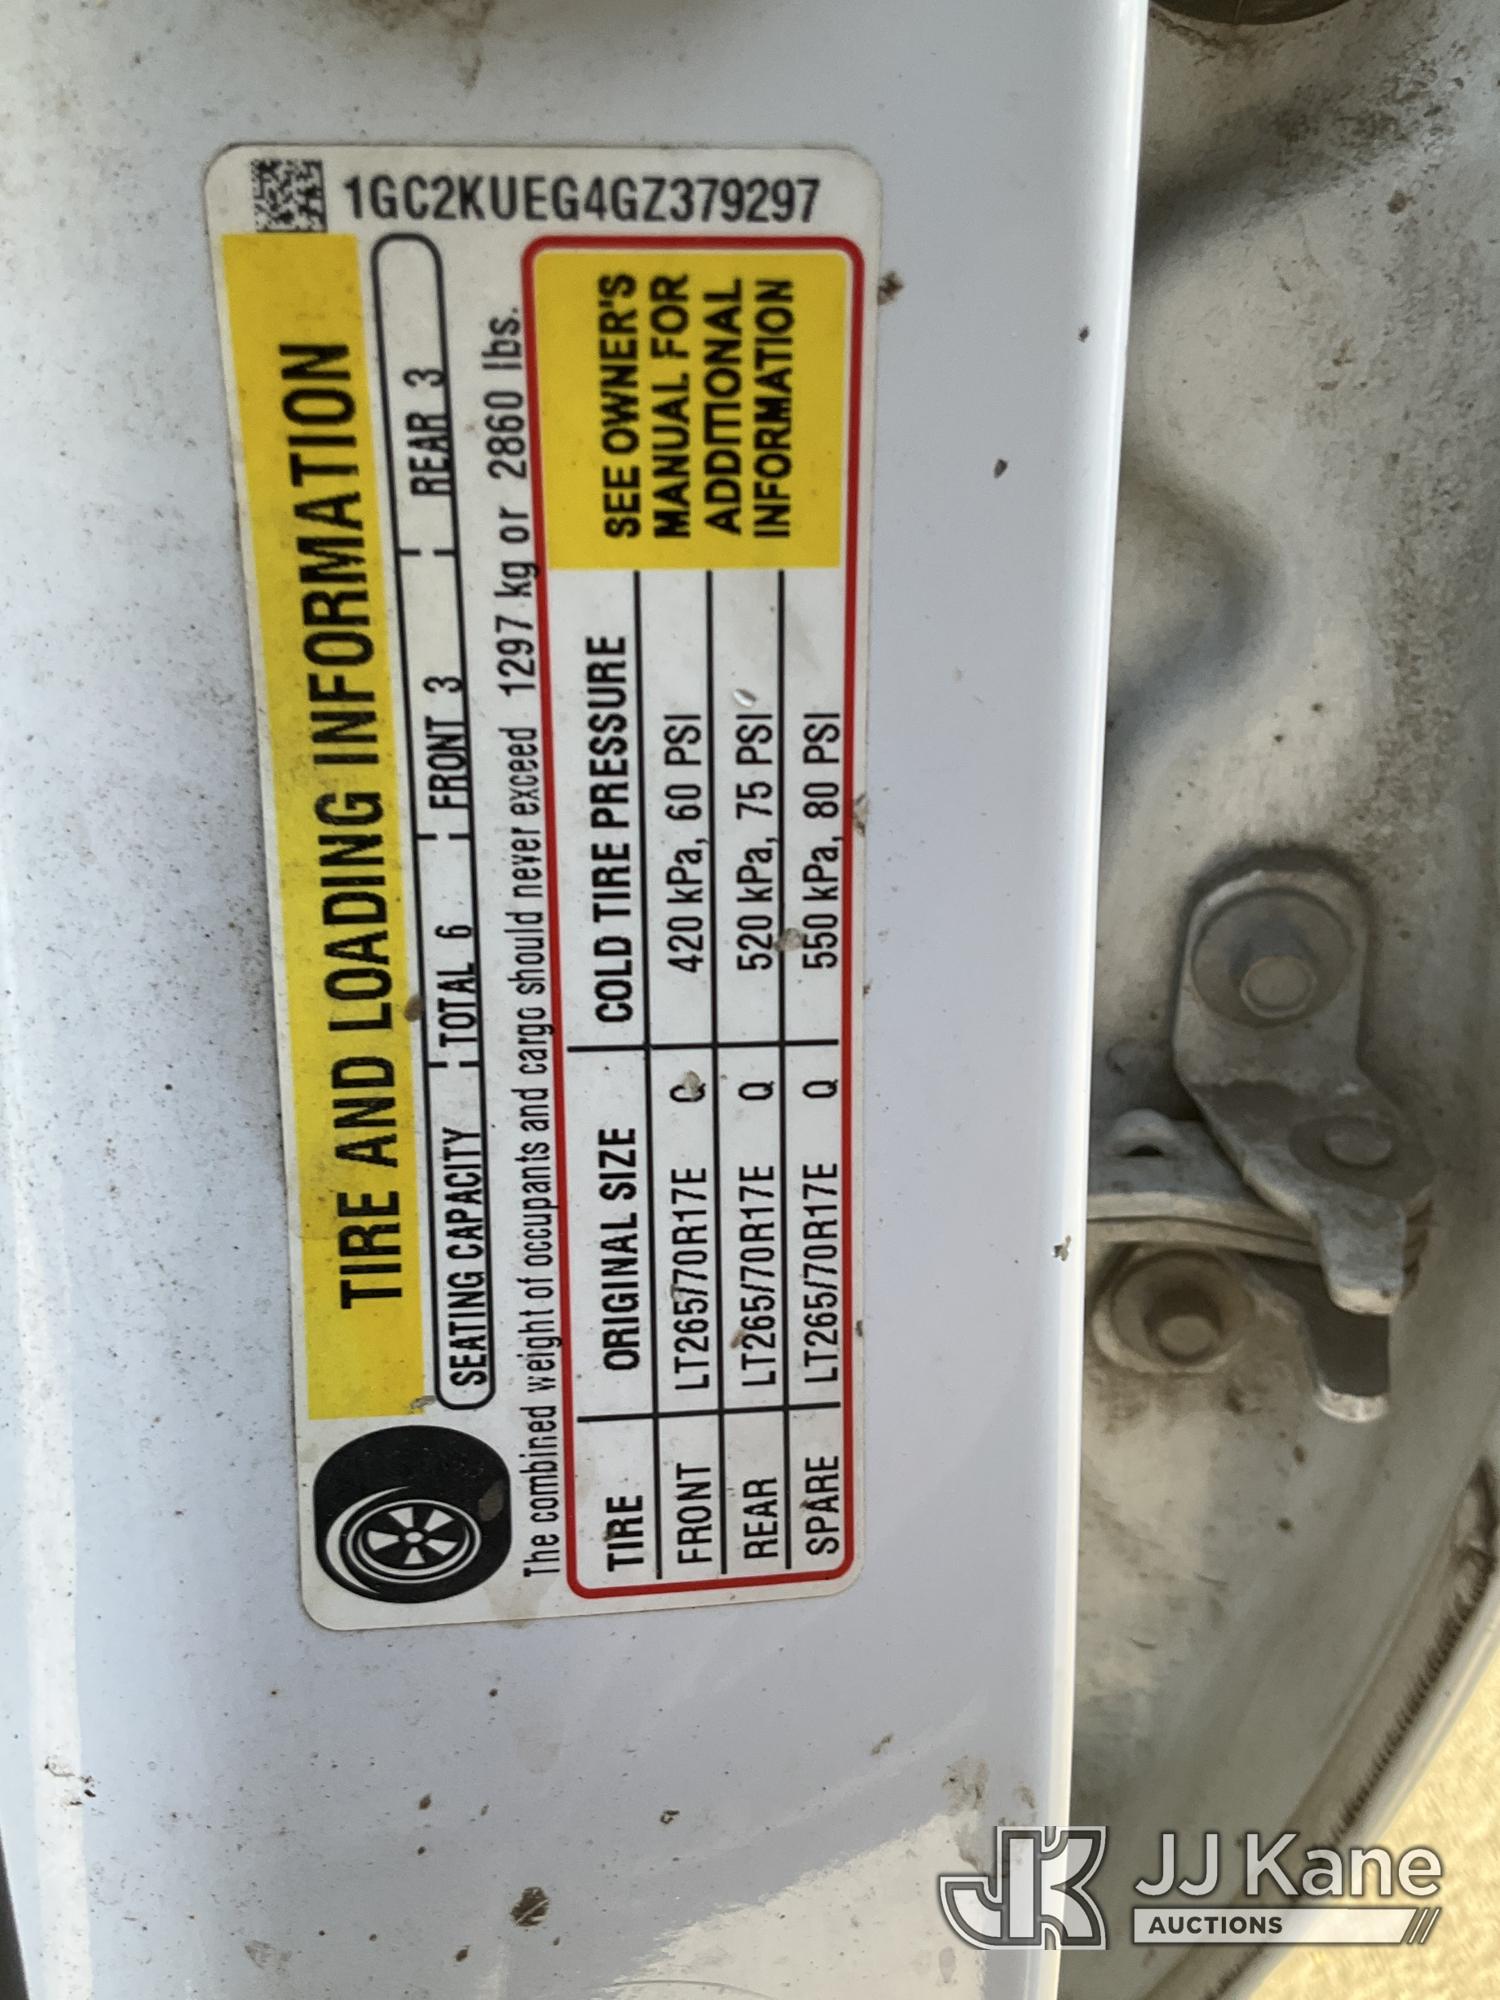 1GC2KUEG4GZ379297
TIRE AND LOADING INFORMATION
SEATING CAPACITY TOTAL 6 FRONT 3 REAR 3
The combined weight of occupants and cargo should never exceed 1297 kg or 2860 lbs.
TIRE ORIGINAL SIZE COLD TIRE PRESSURE
FRONT LT265/70R17E Q 420 kPa, 60 PSI
REAR LT265/70R17E Q 520 kPa, 75 PSI
SPARE LT265/70R17E Q 550 kPa, 80 PSI
SEE OWNER'S
MANUAL FOR
ADDITIONAL
INFORMATION
JK JJ Kane
AUCTIONS